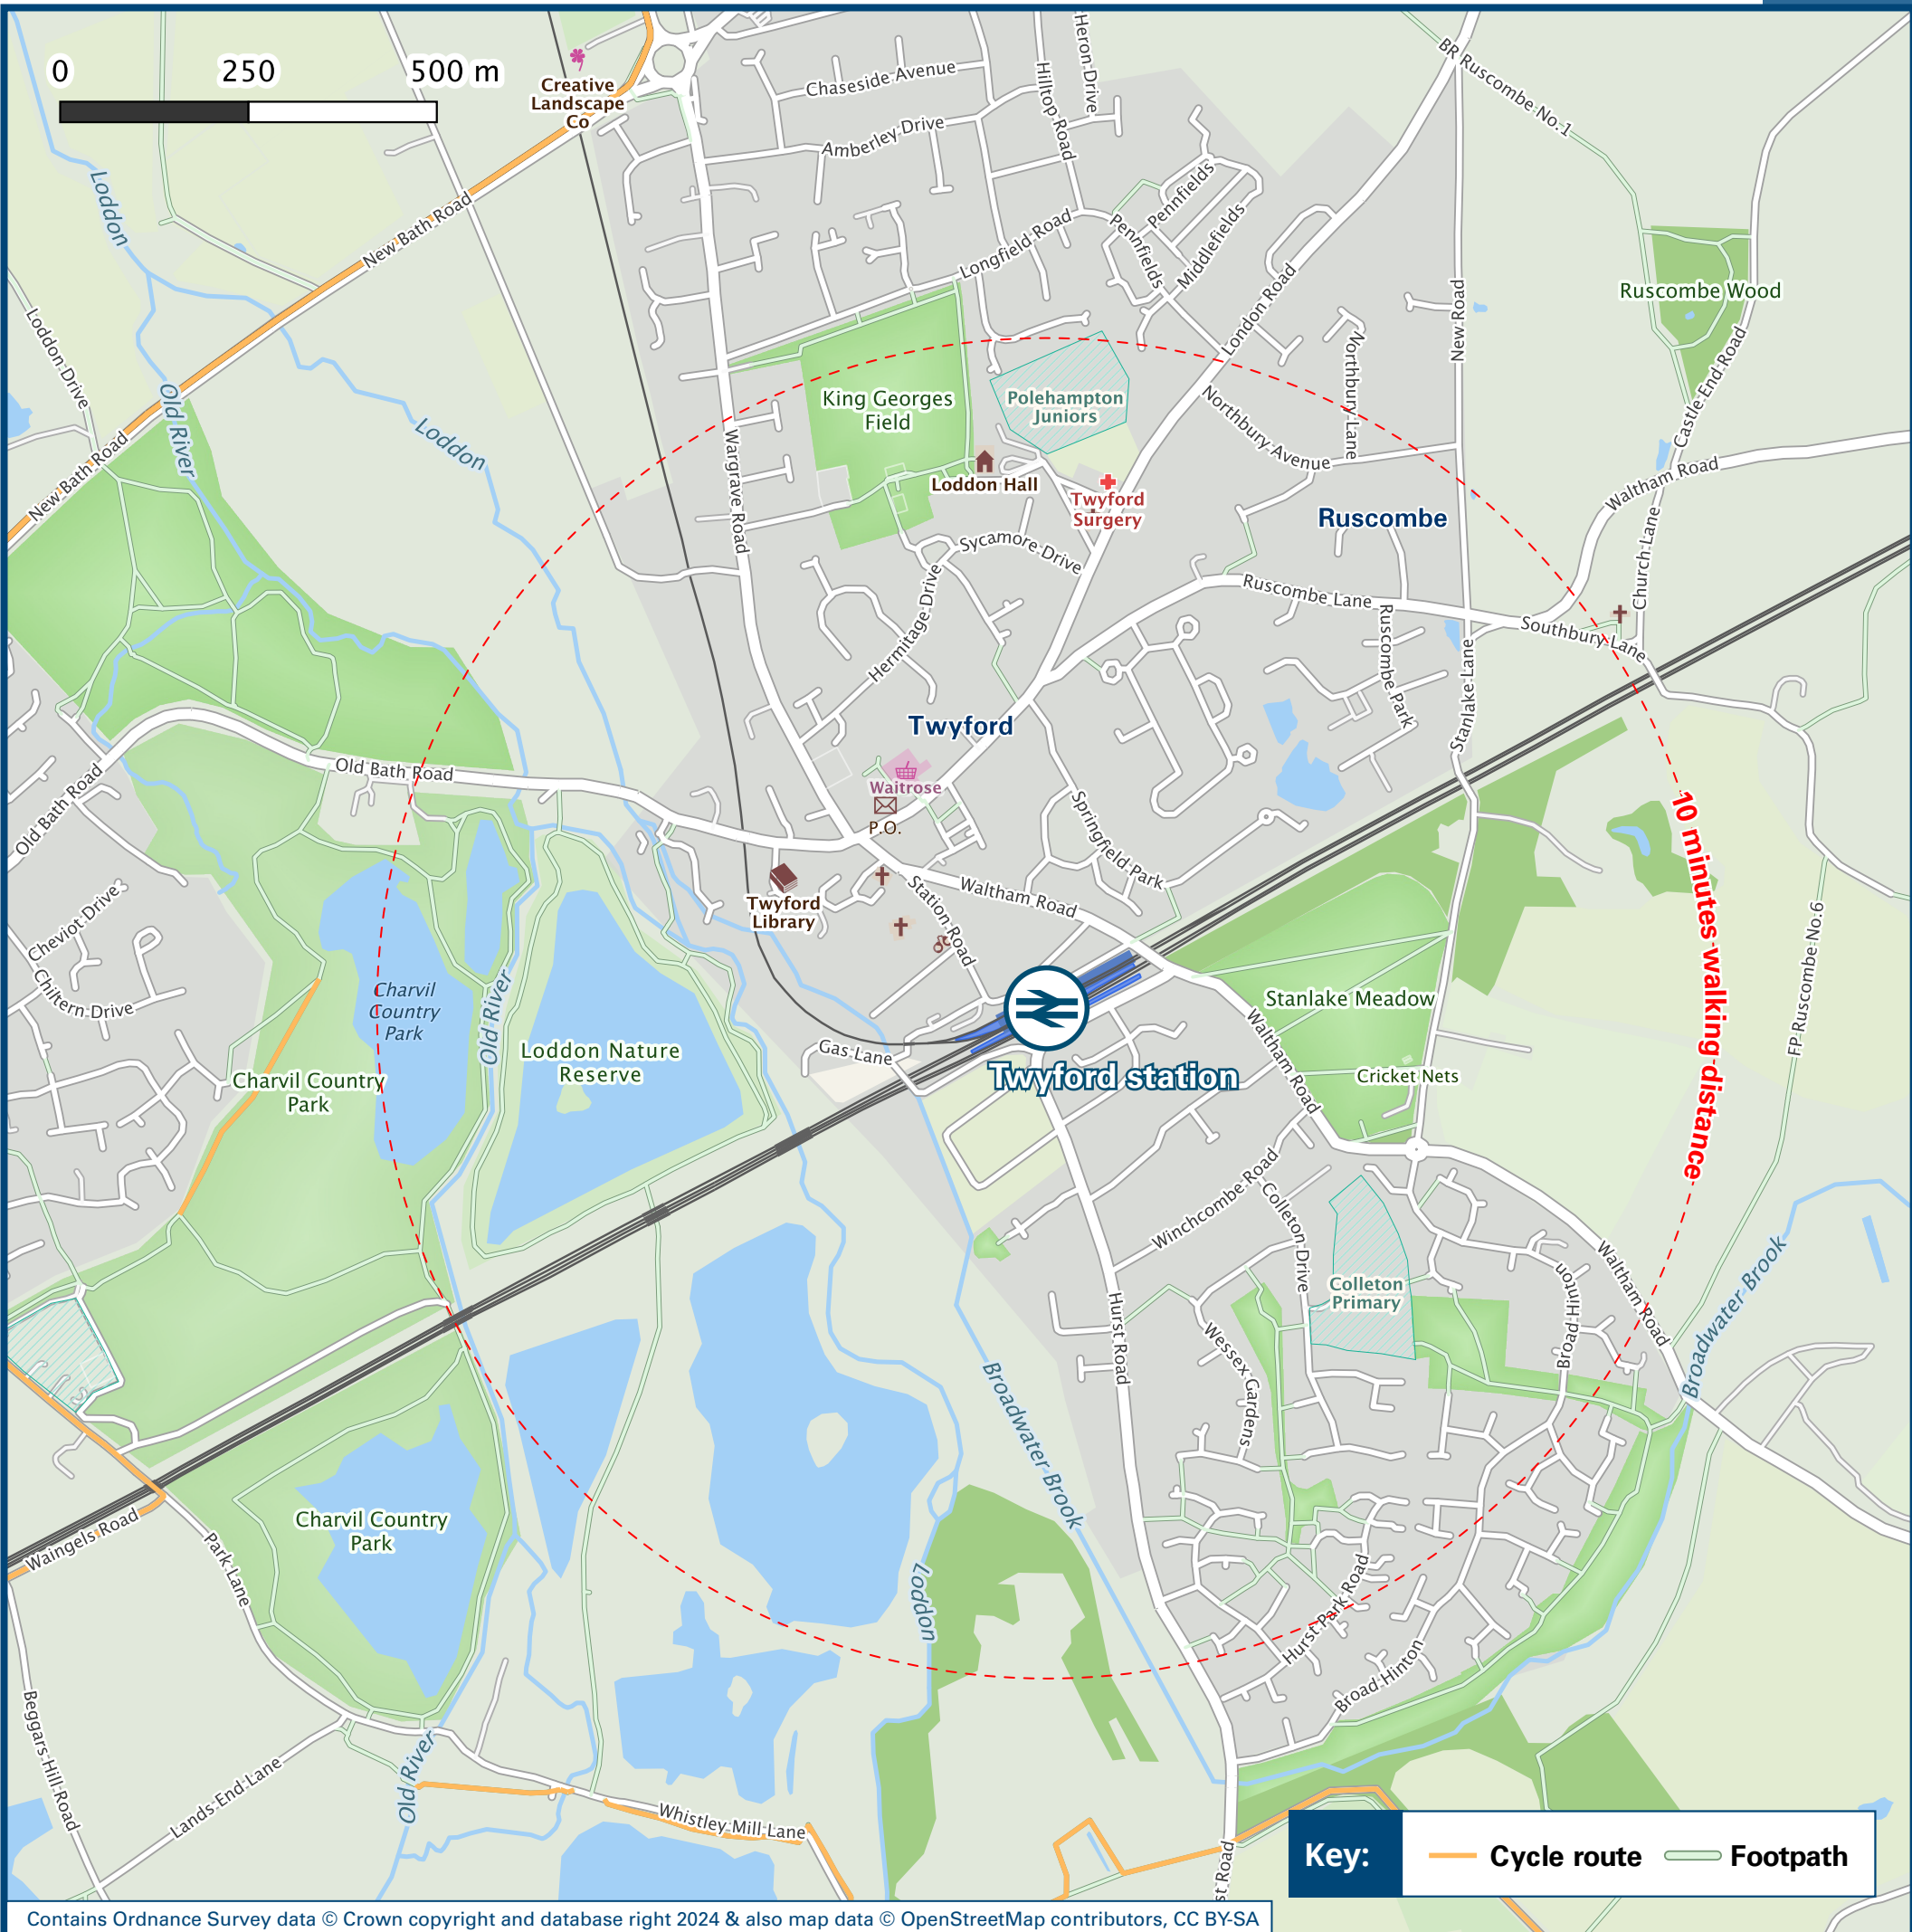 0 250 500 m
Creative
Landscape
Co
Chaseside Avenue
Amberley Drive
Hilltop Road
Heron Drive
BR Ruscombe No.1
Loddon
New Bath Road
Longfield Road
Pennfields
Pennfields
Middlefields
London Road
New Road
Ruscombe Wood
Loddon Drive
Old River
Loddon
King Georges
Field
Polehampton
Juniors
Northbury Lane
Northbury Avenue
Castle End Road
New Bath Road
Wargrave Road
Loddon Hall
Twyford
Surgery
Ruscombe
Waltham Road
Sycamore Drive
Church Lane
Hermitage Drive
Ruscombe Lane
Ruscombe Park
Southbury Lane
Stanlake Lane
Twyford
Old Bath Road
Old Bath Road
Waitrose
P.O.
Springfield Park
10 minutes walking distance
Twyford
Library
Station Road
Waltham Road
Cheviot Drive
Chiltern Drive
Charvil
Country
Park
Old River
Loddon Nature
Reserve
Gas Lane
Stanlake Meadow
Waltham Road
FP Ruscombe No.6
Twyford station
Cricket Nets
Charvil Country
Park
Winchcombe Road
Colleton Drive
Colleton
Primary
Waltham Road
Broad Hinton
Broadwater Brook
Hurst Road
Wessex Gardens
Broadwater Brook
Charvil Country
Park
Waingels Road
Park Lane
Loddon
Hurst Park Road
Broad Hinton
Beggars Hill Road
Lands End Lane
Old River
Whistley Mill Lane
st Road
Key: Cycle route Footpath
Contains Ordnance Survey data © Crown copyright and database right 2024 & also map data © OpenStreetMap contributors, CC BY-SA